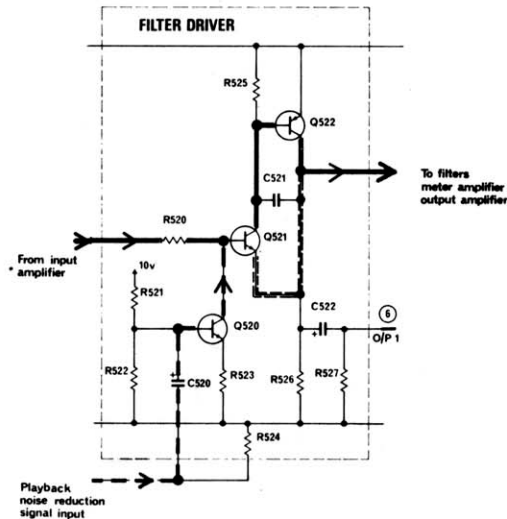 FILTER DRIVER
R525
Q522
C521
To filters
meter amplifier
output amplifier
R520
Q521
From input
* amplifier
10v
R521
C522
6
O/P 1
Q520
R522
C520
R523
R526
R527
R524
Playback
noise reduction
signal input